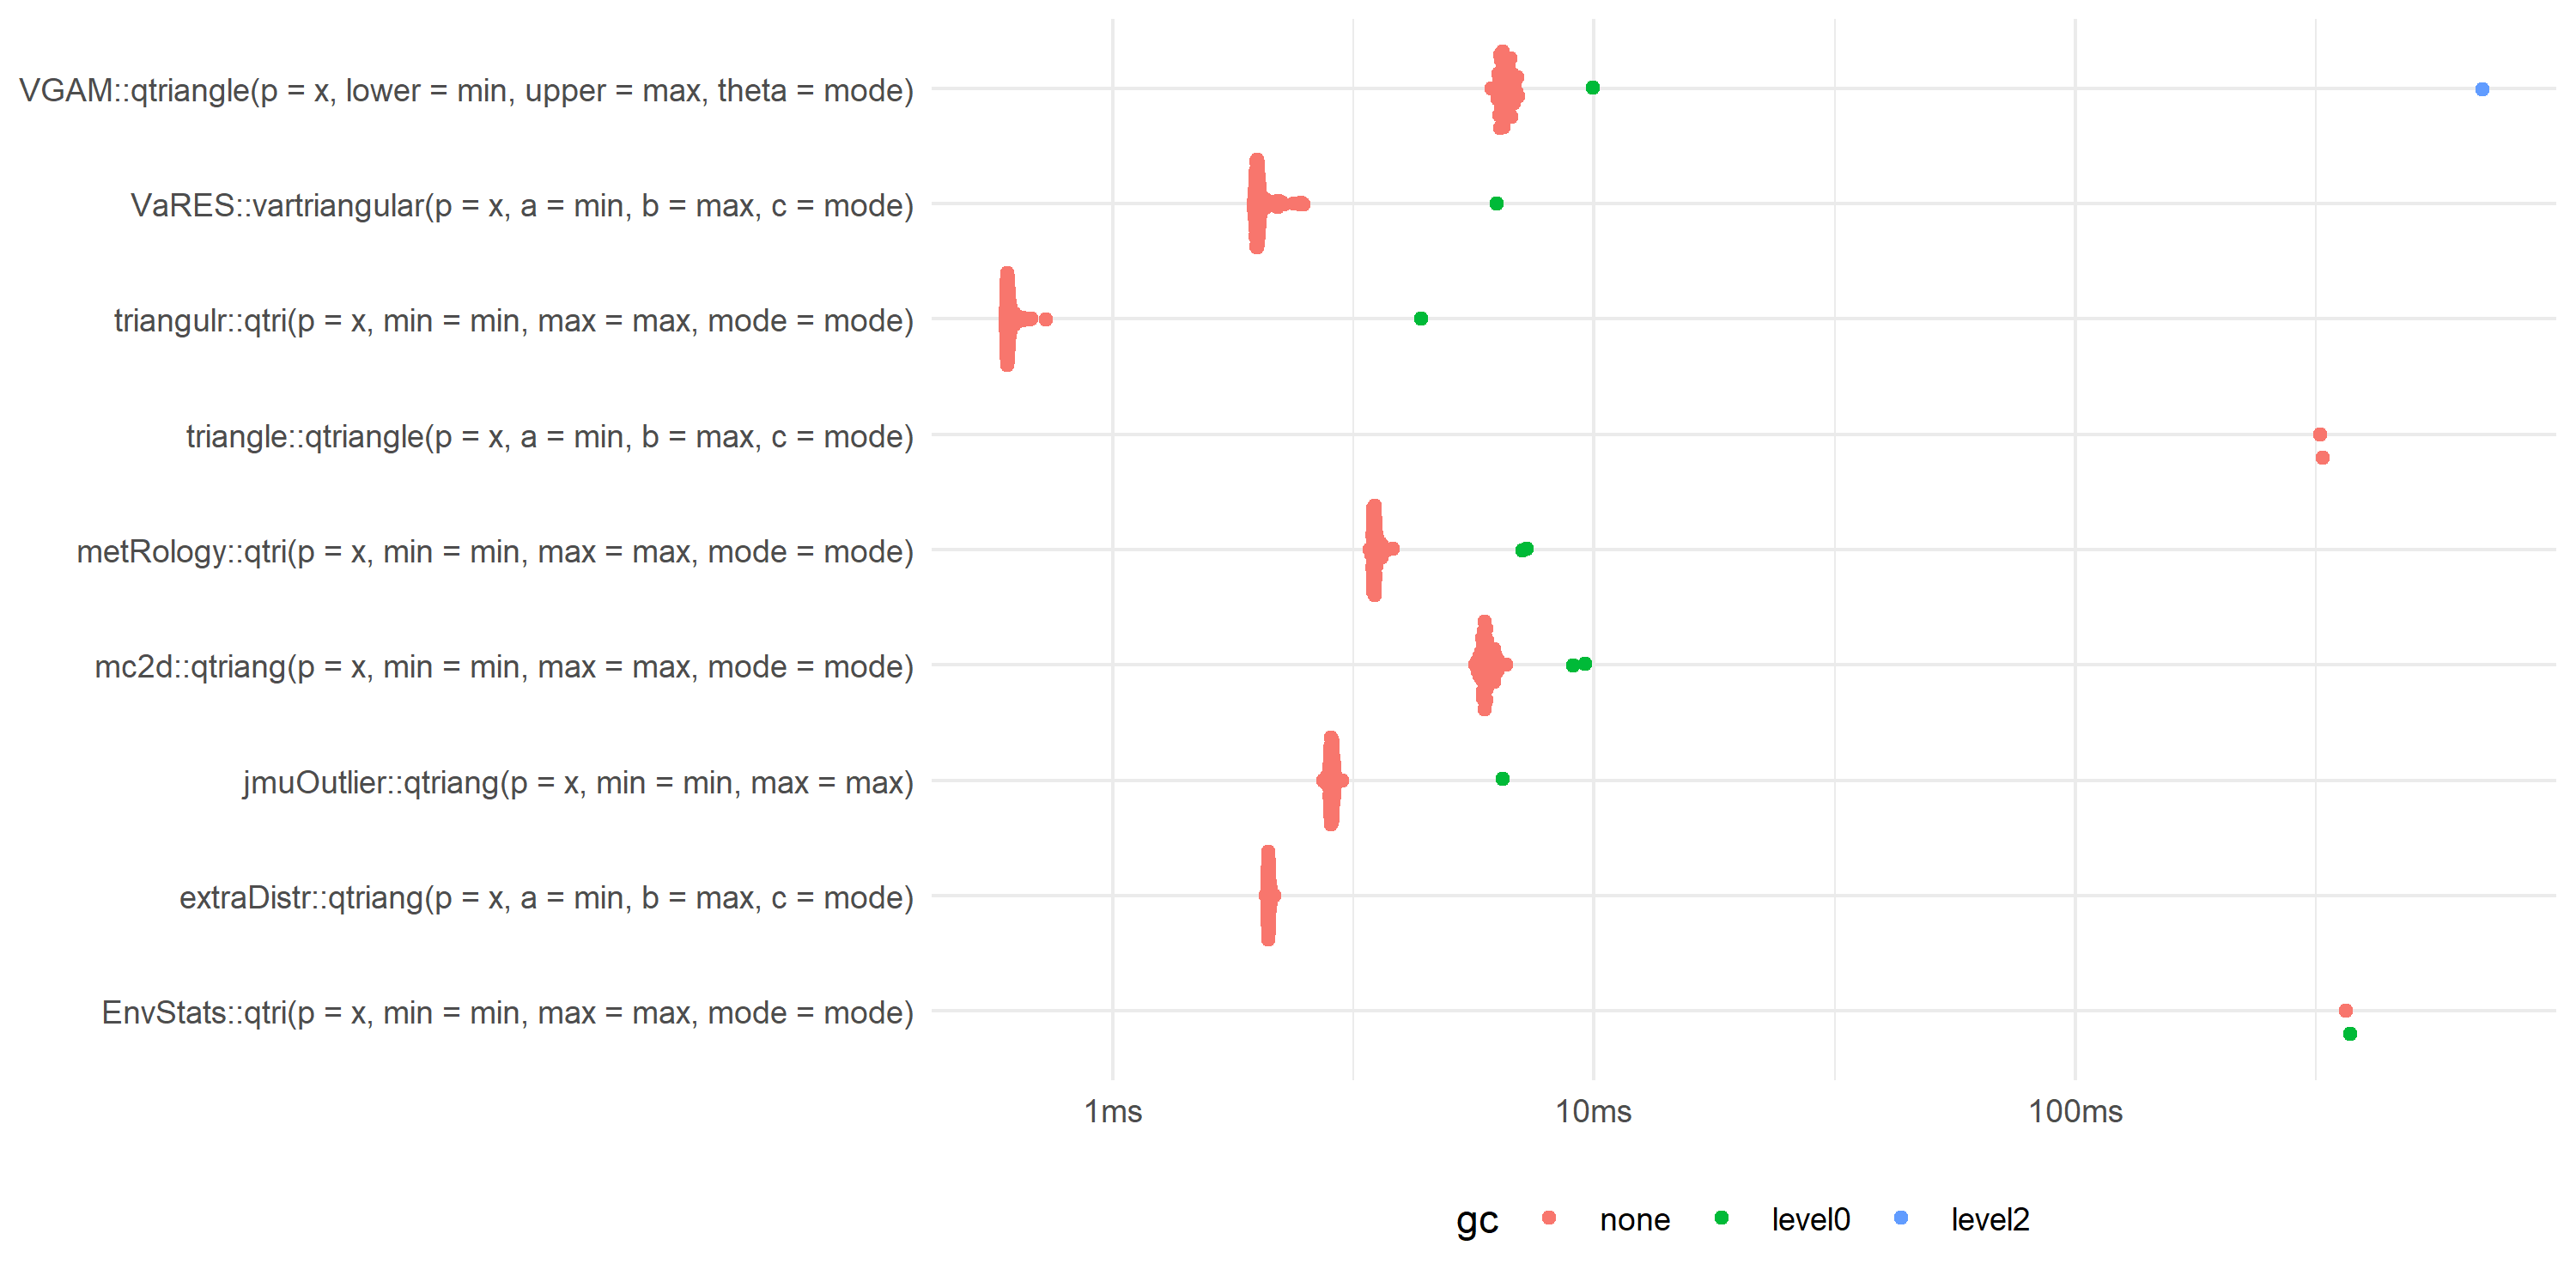 VGAM::qtriangle(p = x, lower = min, upper = max, theta = mode)
VaRES::vartriangular(p = x, a = min, b = max, c = mode)
triangulr::qtri(p = x, min = min, max = max, mode = mode)
triangle::qtriangle(p = x, a = min, b = max, c = mode)
metRology::qtri(p = x, min = min, max = max, mode = mode)
mc2d::qtriang(p = x, min = min, max = max, mode = mode)
jmuOutlier::qtriang(p = x, min = min, max = max)
extraDistr::qtriang(p = x, a = min, b = max, c = mode)
EnvStats::qtri(p = x, min = min, max = max, mode = mode)
1ms 10ms 100ms
gc none level0 level2